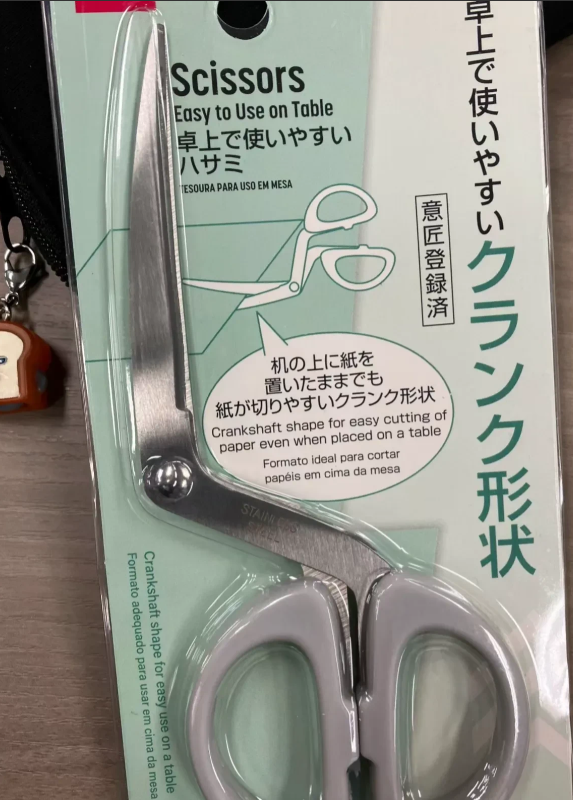 Scissors
Easy to Use on Table
卓上で使いやすい
ハサミ
TESOURA PARA USO EM MESA
卓上で使いやすい
クランク形状
意匠登録済
机の上に紙を
置いたままでも
紙が切りやすいクランク形状
Crankshaft shape for easy cutting of
paper even when placed on a table
Formato ideal para cortar
papéis em cima da mesa
STAINLESS
Crankshaft shape for easy use on a table
Formato adequado para usar em cima da mesa